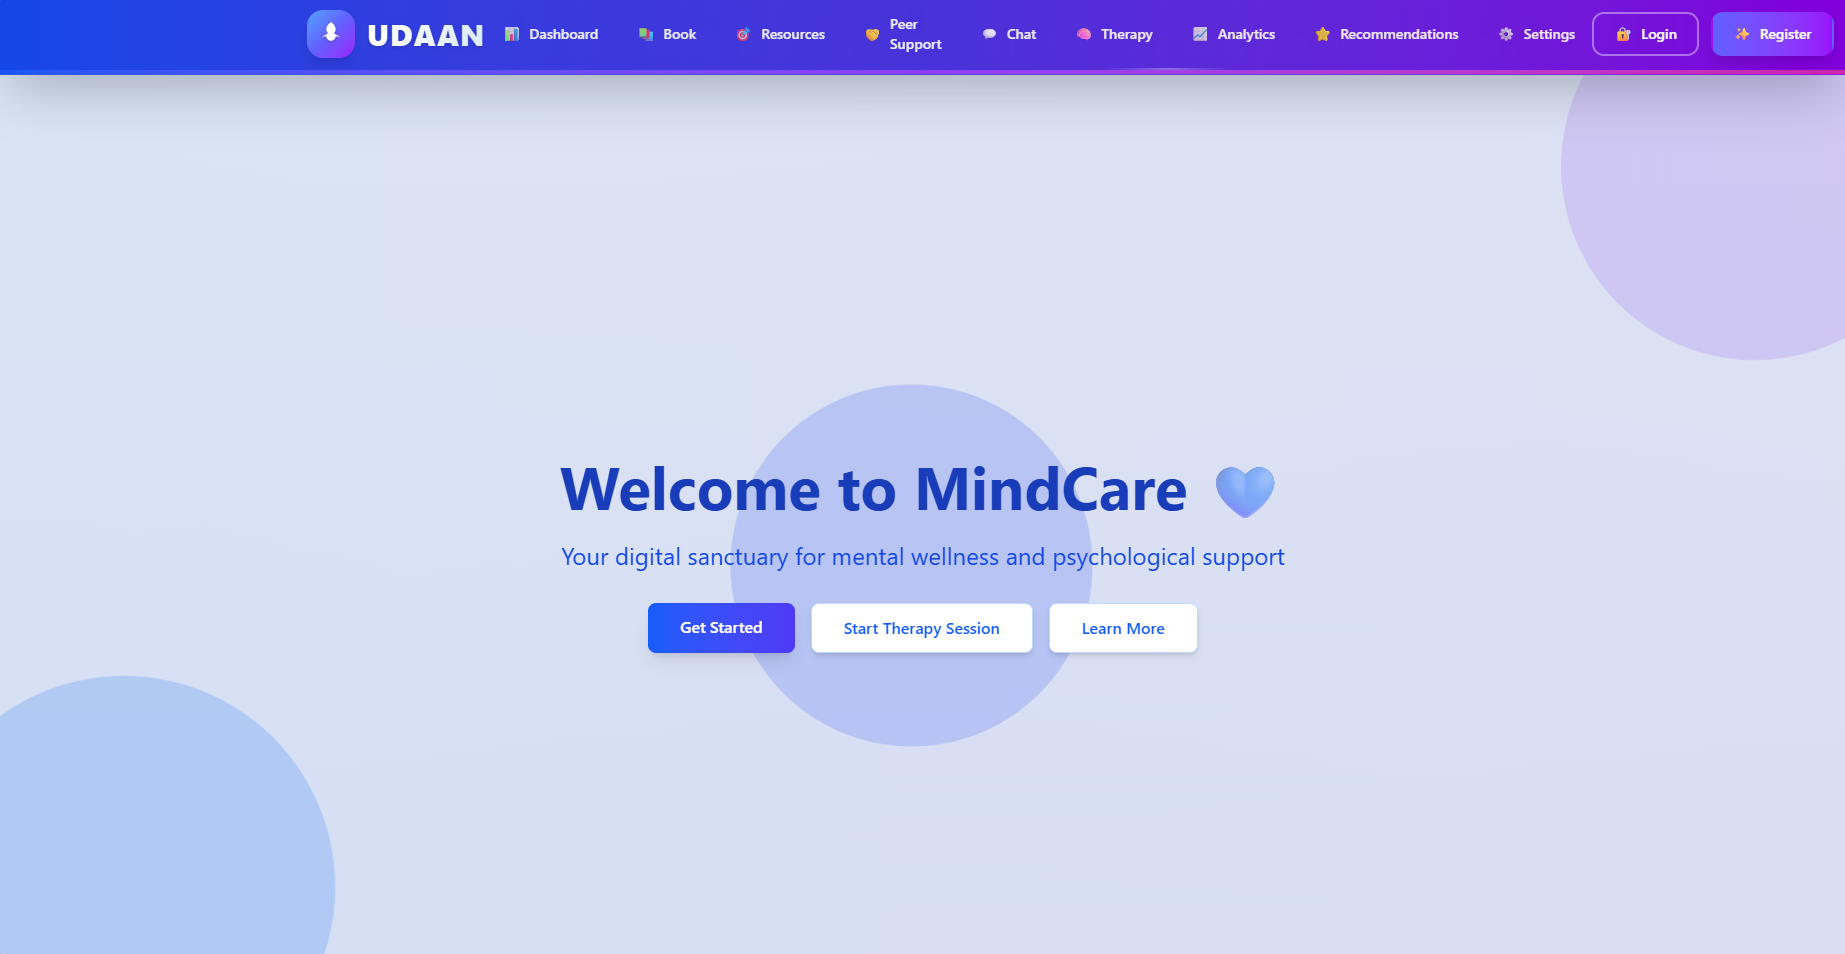 UDAAN
Dashboard
Book
Resources
Peer
Support
Chat
Therapy
Analytics
Recommendations
Settings
Login
Register
Welcome to MindCare
Your digital sanctuary for mental wellness and psychological support
Get Started
Start Therapy Session
Learn More